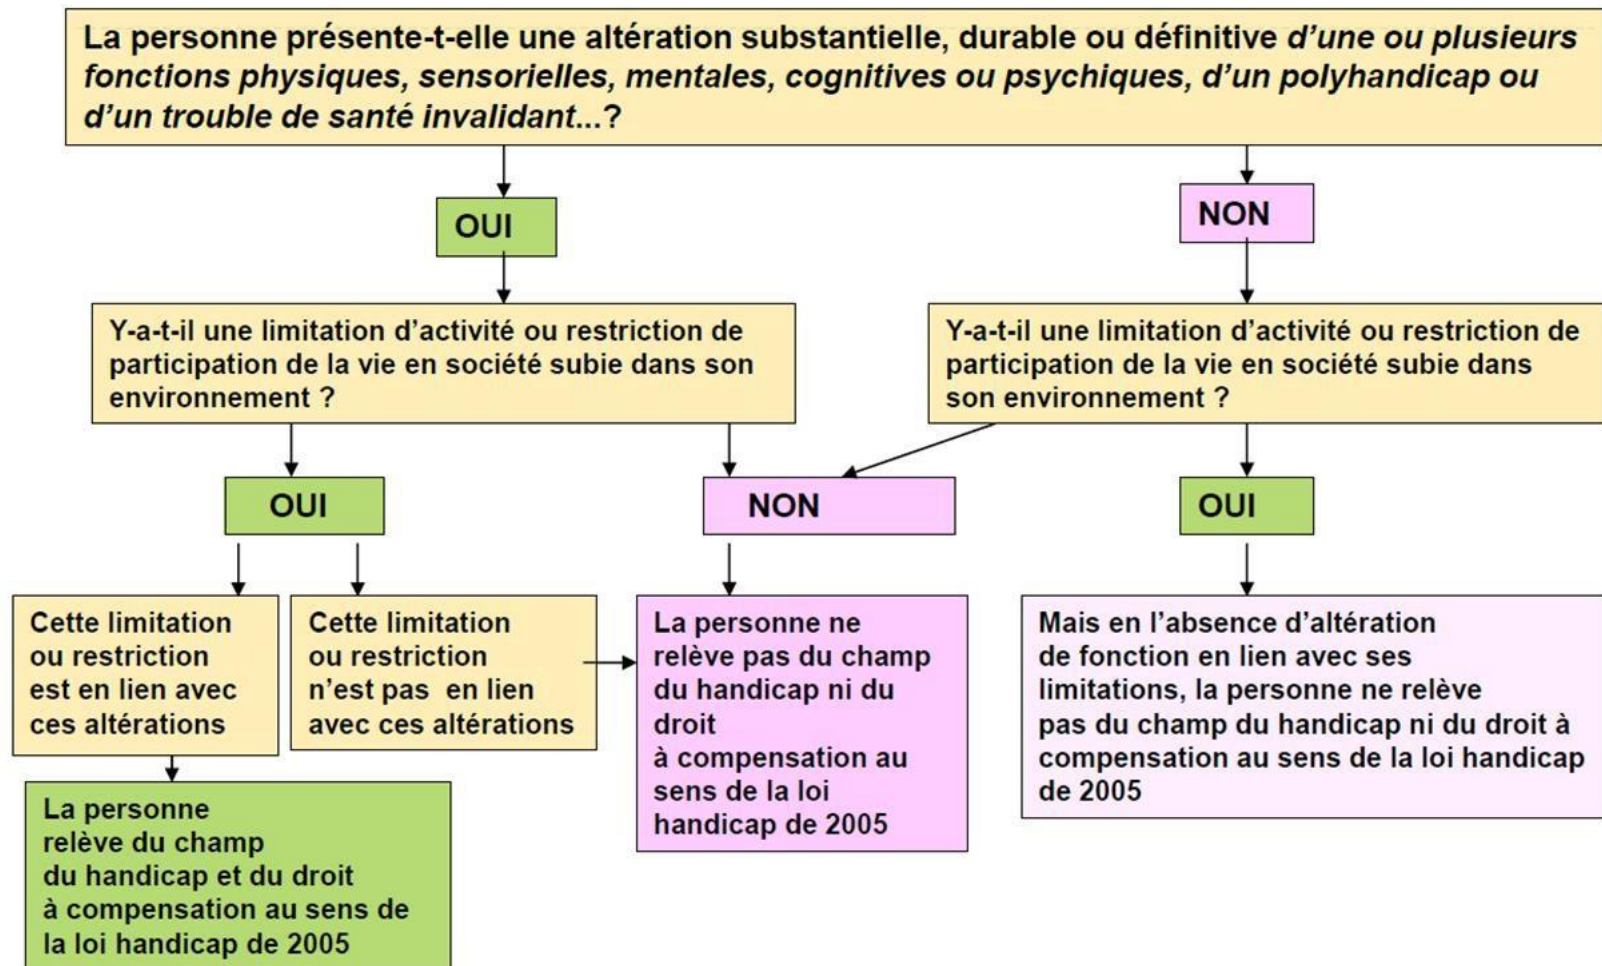 La personne présente-t-elle une altération substantielle, durable ou définitive d'une ou plusieurs
fonctions physiques, sensorielles, mentales, cognitives ou psychiques, d'un polyhandicap ou
d'un trouble de santé invalidant...?
OUI
NON
Y-a-t-il une limitation d'activité ou restriction de
participation de la vie en société subie dans son
environnement ?
Y-a-t-il une limitation d'activité ou restriction de
participation de la vie en société subie dans
son environnement ?
OUI
NON
OUI
Cette limitation
ou restriction
est en lien avec
ces altérations
Cette limitation
ou restriction
n'est pas en lien
avec ces altérations
La personne ne
relève pas du champ
du handicap ni du
droit
à compensation au
sens de la loi
handicap de 2005
Mais en l'absence d'altération
de fonction en lien avec ses
limitations, la personne ne relève
pas du champ du handicap ni du droit à
compensation au sens de la loi handicap
de 2005
La personne
relève du champ
du handicap et du droit
à compensation au sens de
la loi handicap de 2005